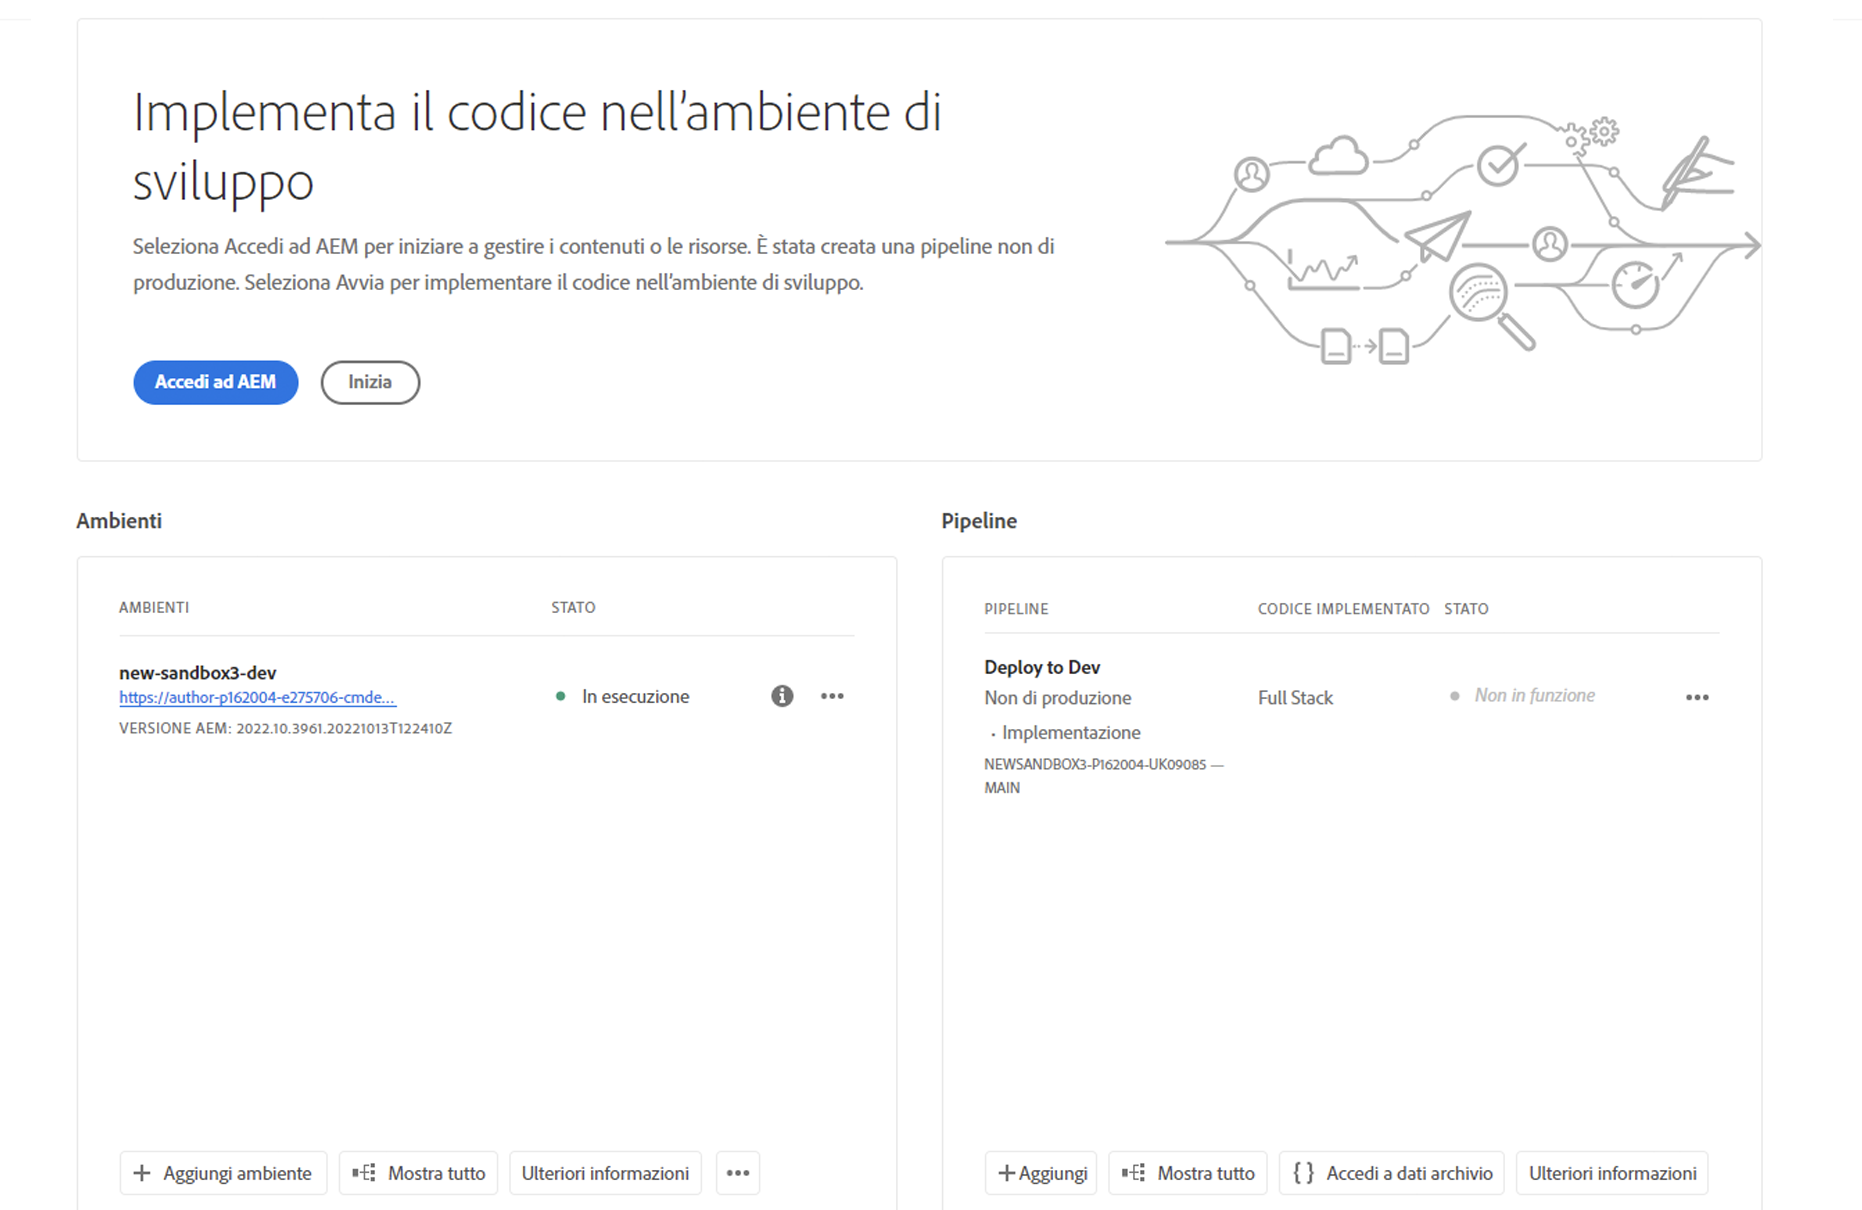 Implementa il codice nell’ambiente di
sviluppo
Seleziona Accedi ad AEM per iniziare a gestire i contenuti o le risorse. È stata creata una pipeline non di
produzione. Seleziona Avvia per implementare il codice nell’ambiente di sviluppo.
Accedi ad AEM
Inizia
Ambienti
AMBIENTI
STATO
new-sandbox3-dev
https://author-p162004-e275706-cmde...
VERSIONE AEM: 2022.10.3961.20221013T122410Z
In esecuzione
Aggiungi ambiente
Mostra tutto
Ulteriori informazioni
Pipeline
PIPELINE
CODICE IMPLEMENTATO
STATO
Deploy to Dev
Non di produzione
· Implementazione
NEWSANDBOX3-P162004-UK09085 —
MAIN
Full Stack
Non in funzione
Aggiungi
Mostra tutto
Accedi a dati archivio
Ulteriori informazioni